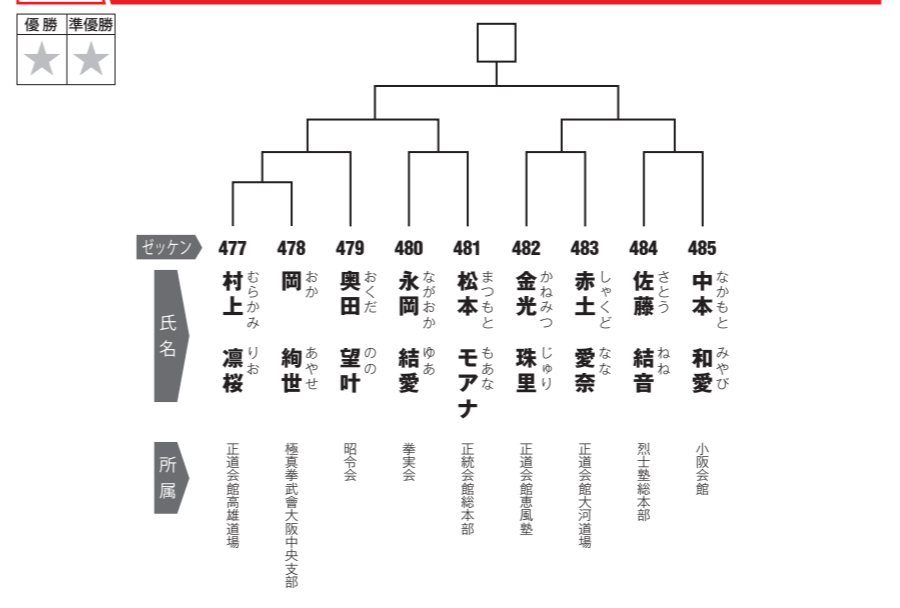 優勝 準優勝
ゼッケン 477 478 479 480 481 482 483 484 485
氏名
村上 凛桜 むらかみ りお
岡 絢世 おか あやせ
奥田 望叶 おくだ のの
永岡 結愛 ながおか ゆあ
松本 モアナ まつもと もあな
金光 珠里 かねみつ じゅり
赤土 愛奈 しゃくど なな
佐藤 結音 さとう ねね
中本 和愛 なかもと みやび
所属
正道会館高雄道場
極真拳武會大阪中央支部
昭令会
拳実会
正統会館総本部
正道会館恵風塾
正道会館大河道場
烈士塾総本部
小阪会館